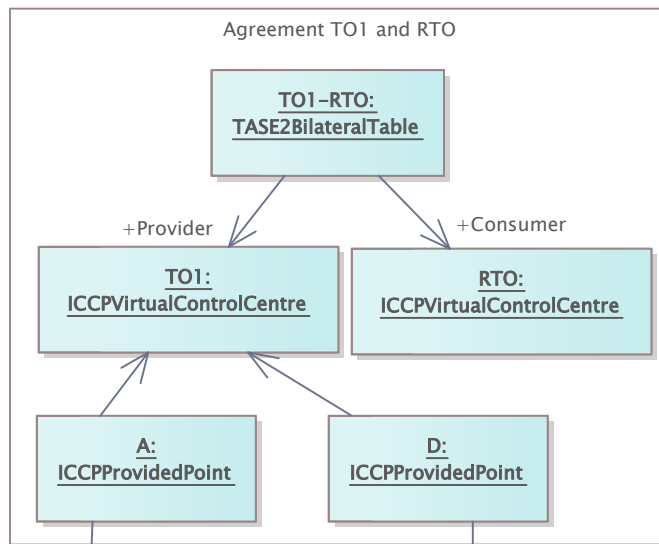 Agreement TO1 and RTO
TO1-RTO:
TASE2BilateralTable
+Provider
+Consumer
TO1:
ICCPVirtualControlCentre
RTO:
ICCPVirtualControlCentre
A:
ICCPProvidedPoint
D:
ICCPProvidedPoint